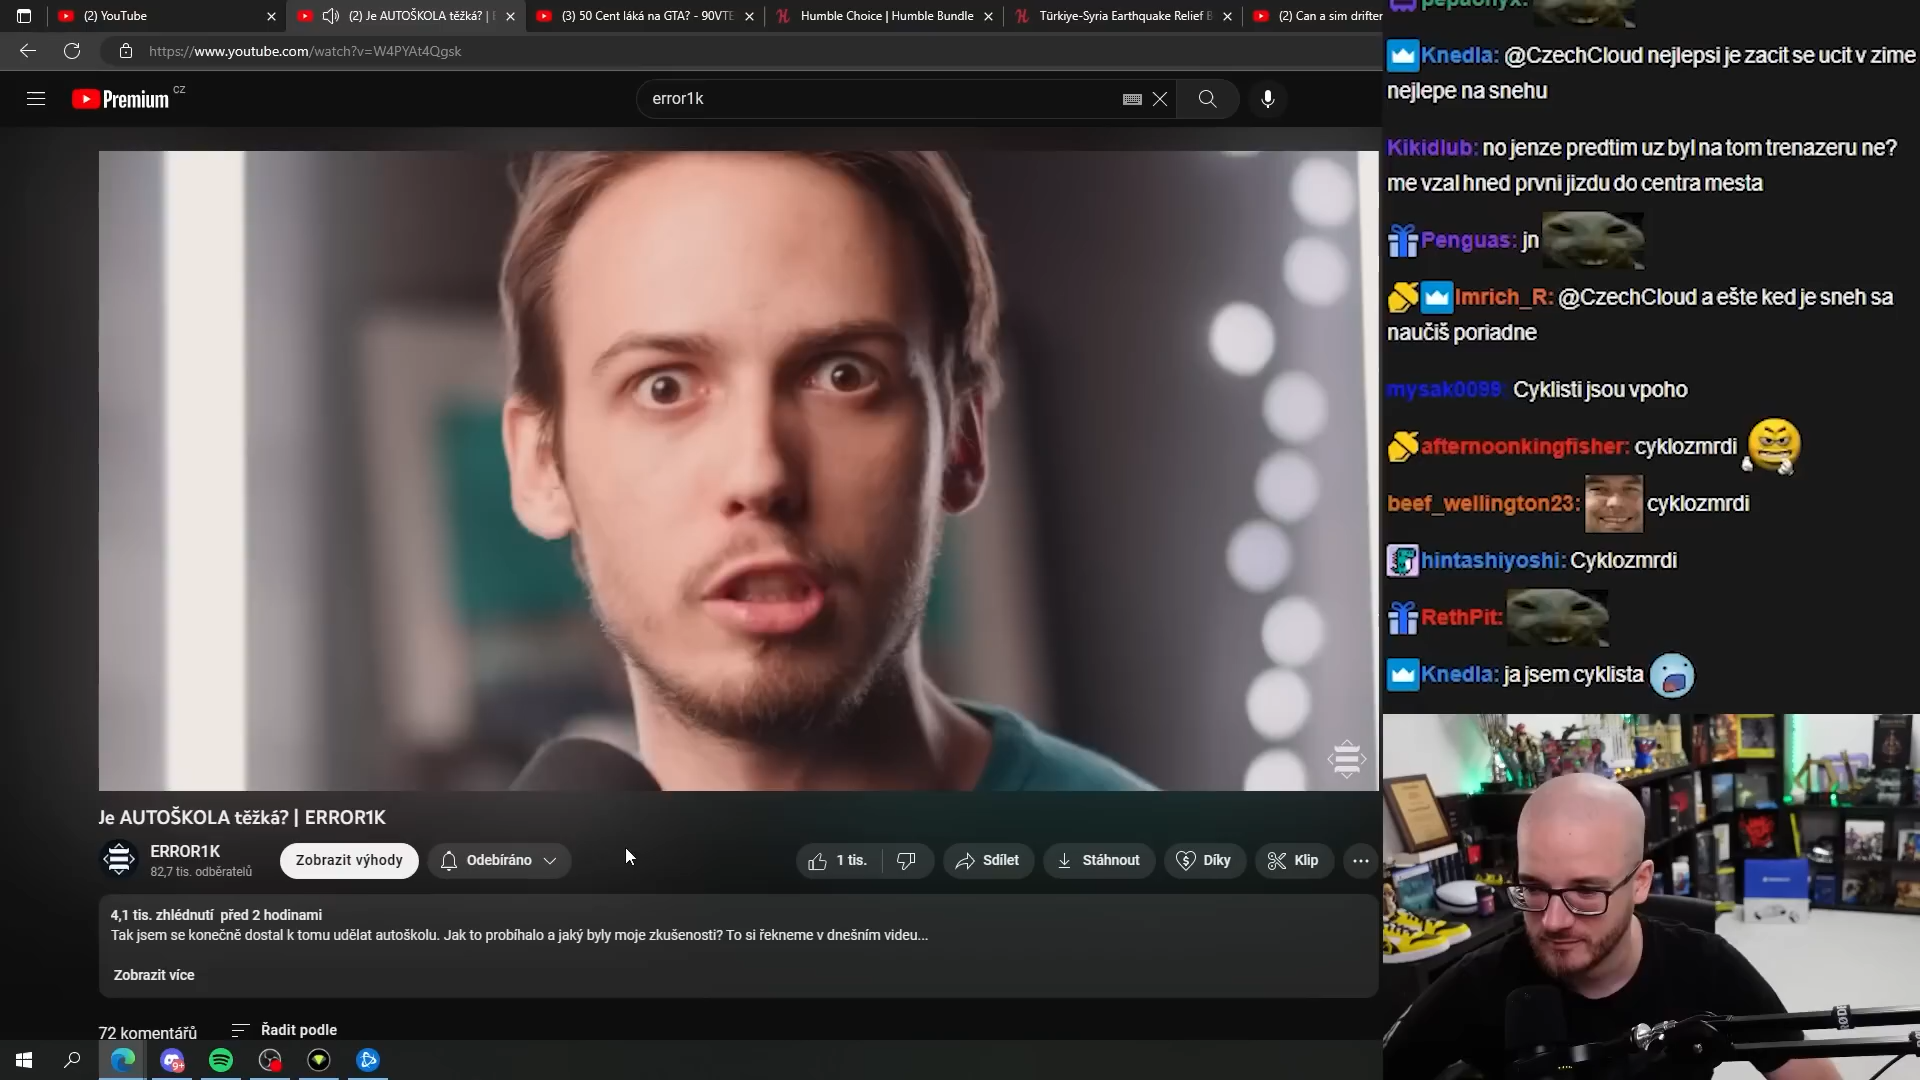 (2) YouTube
(2) Je AUTOŠKOLA těžká? |
(3) 50 Cent láká na GTA? - 90VTE
Humble Choice | Humble Bundle
Türkiye-Syria Earthquake Relief B
(2) Can a sim drifter
https://www.youtube.com/watch?v=W4PYAt4Qgsk
Premium CZ
error1k
Je AUTOŠKOLA těžká? | ERROR1K
ERROR1K
82,7 tis. odběratelů
Zobrazit výhody
Odebíráno
1 tis.
Sdílet
Stáhnout
Díky
Klip
4,1 tis. zhlédnutí před 2 hodinami
Tak jsem se konečně dostal k tomu udělat autoškolu. Jak to probíhalo a jaký byly moje zkušenosti? To si řekneme v dnešním videu...
Zobrazit více
72 komentářů
Řadit podle
9+
pepaonyx:
Knedla: @CzechCloud nejlepsi je zacit se ucit v zime
nejlepe na snehu
Kikidlub: no jenze predtim uz byl na tom trenazeru ne?
me vzal hned prvni jizdu do centra mesta
Penguas: jn
Imrich_R: @CzechCloud a ešte ked je sneh sa
naučiš poriadne
mysak0099: Cyklisti jsou vpoho
afternoonkingfisher: cyklozmrdi
beef_wellington23: cyklozmrdi
hintashiyoshi: Cyklozmrdi
RethPit:
Knedla: ja jsem cyklista
RØDE